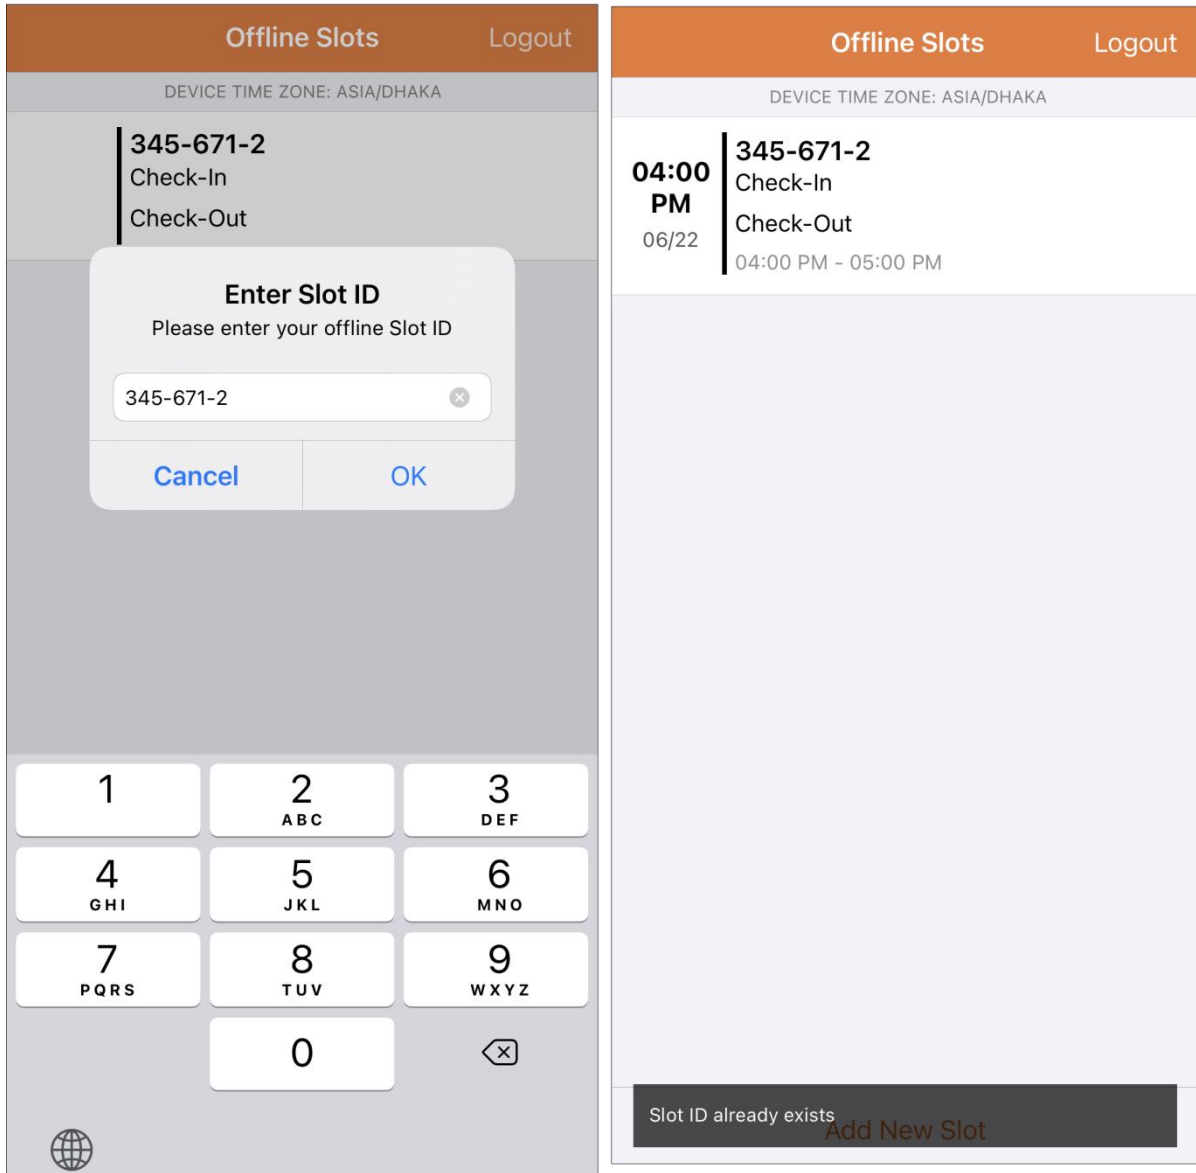 Offline Slots Logout
DEVICE TIME ZONE: ASIA/DHAKA
345-671-2
Check-In
Check-Out
Enter Slot ID
Please enter your offline Slot ID
345-671-2
Cancel OK
1 2 3
ABC DEF
4 5 6
GHI JKL MNO
7 8 9
PQRS TUV WXYZ
0
Offline Slots Logout
DEVICE TIME ZONE: ASIA/DHAKA
04:00
PM
06/22
345-671-2
Check-In
Check-Out
04:00 PM - 05:00 PM
Slot ID already exists
Add New Slot